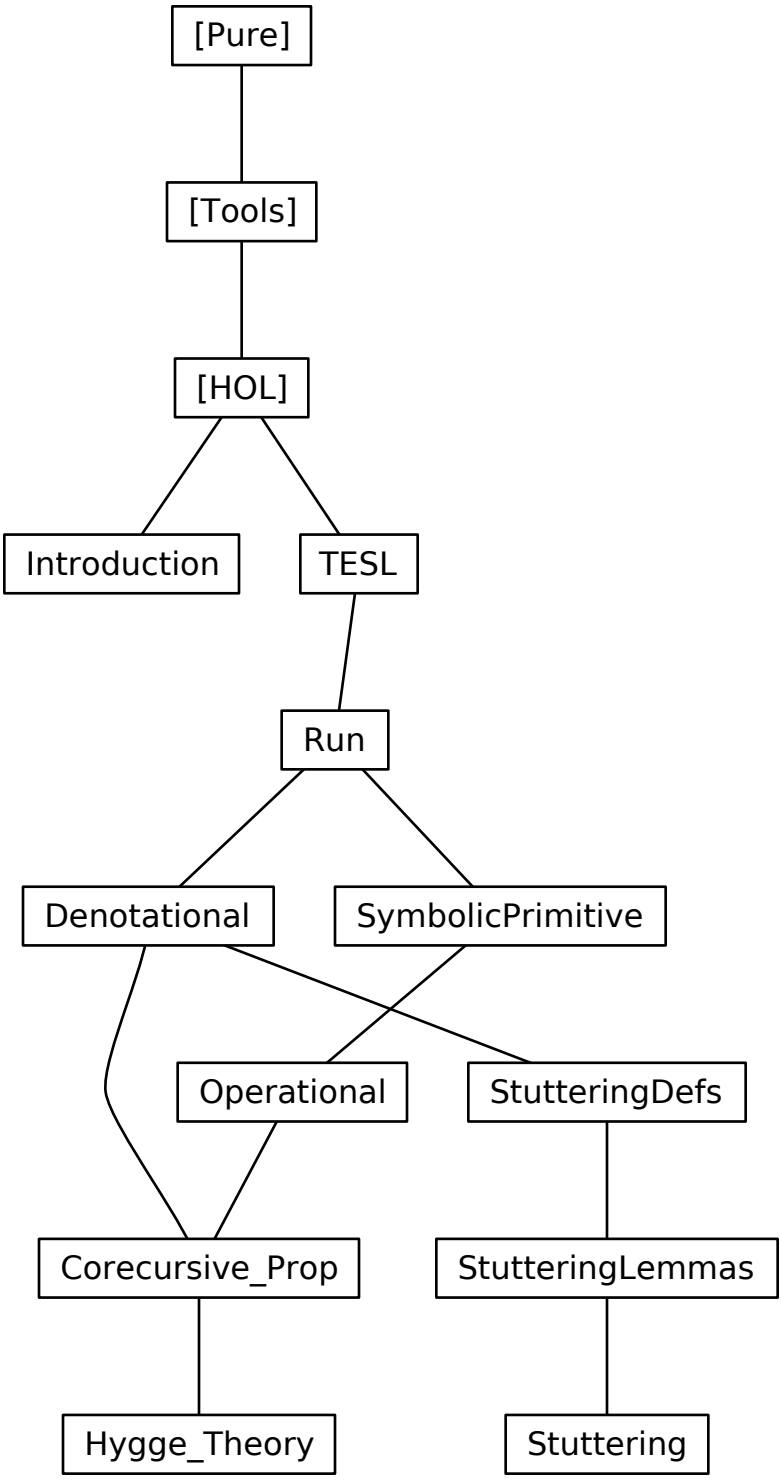 [Pure]
[Tools]
[HOL]
Introduction
TESL
Run
Denotational
SymbolicPrimitive
Operational
StutteringDefs
Corecursive_Prop
StutteringLemmas
Hygge_Theory
Stuttering